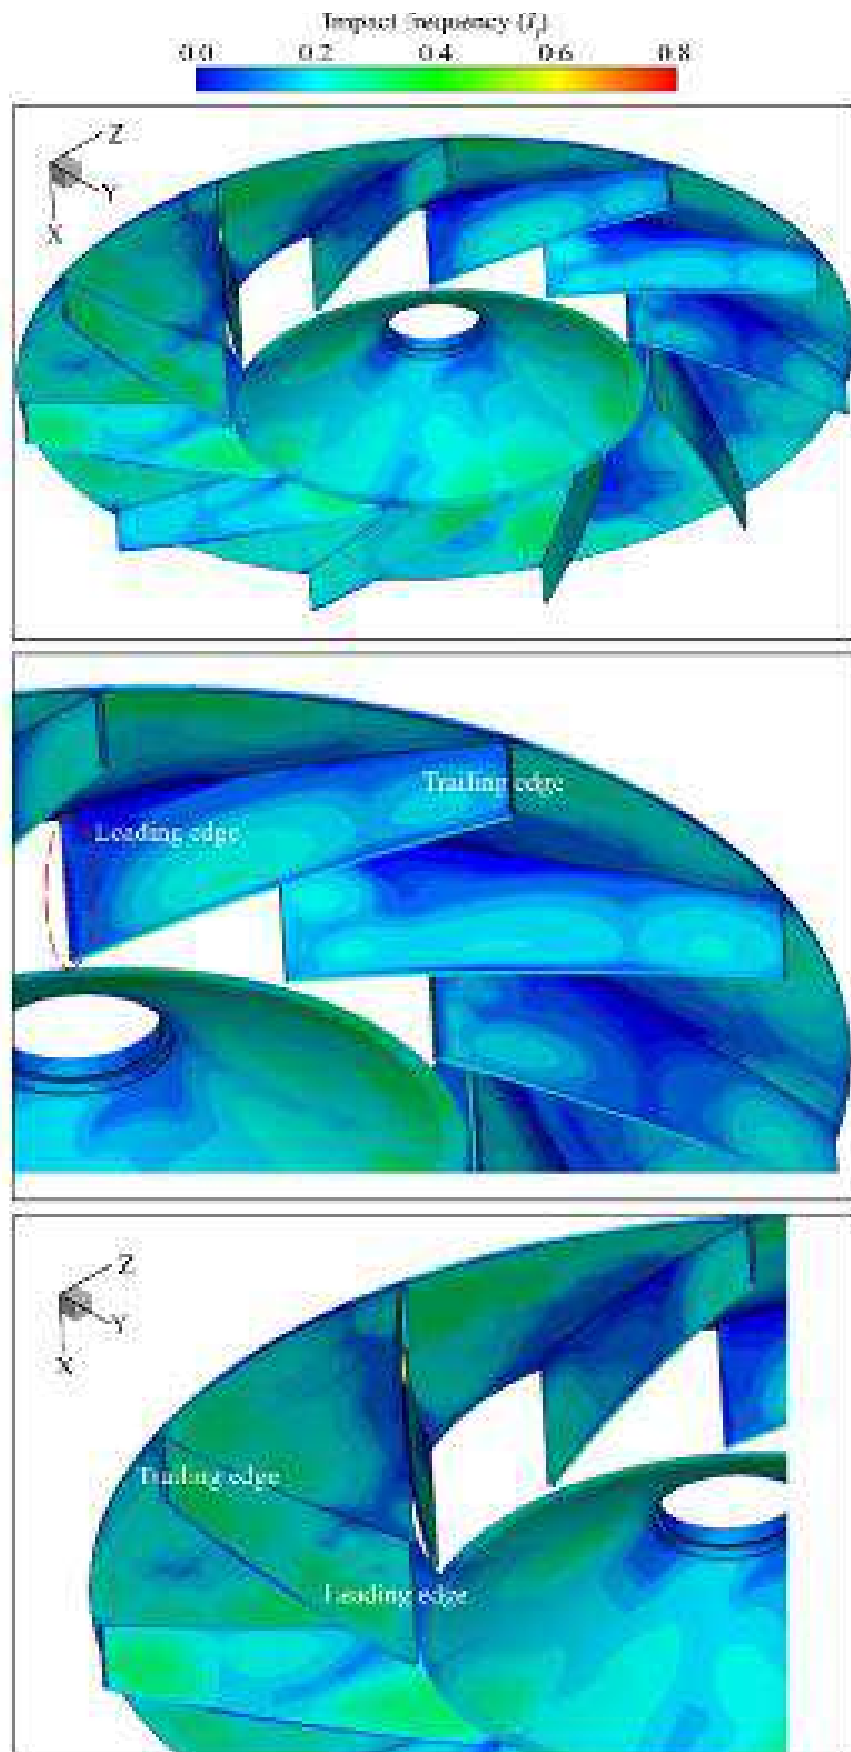 Impact frequency (I_f)
0.0 0.2 0.4 0.6 0.8
Z
Y
X
Trailing edge
Leading edge
Z
Y
X
Trailing edge
Leading edge